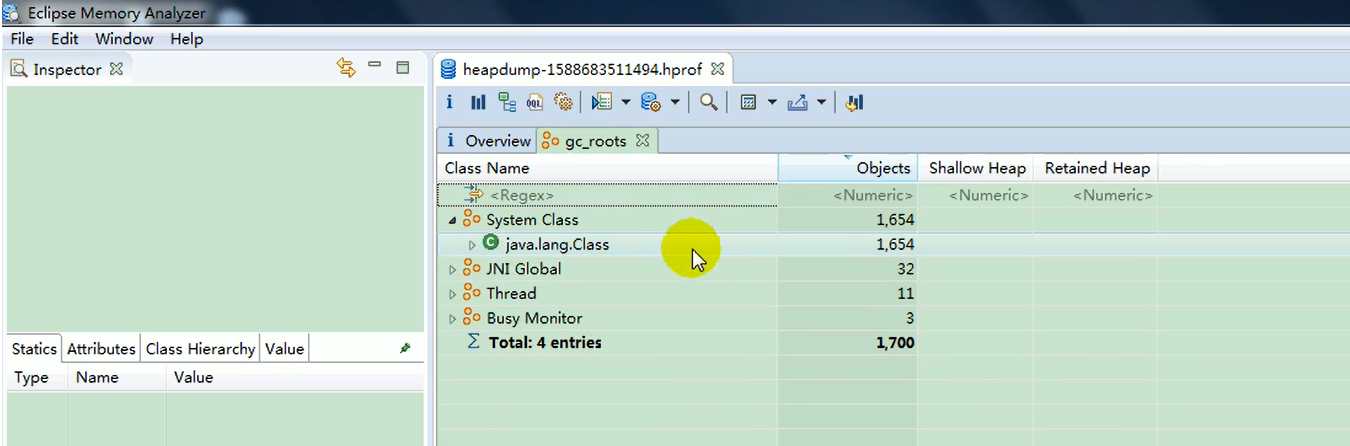 Eclipse Memory Analyzer
File Edit Window Help
Inspector
heapdump-1588683511494.hprof
i OQL
i Overview gc_roots
Class Name Objects Shallow Heap Retained Heap
<Regex> <Numeric> <Numeric> <Numeric>
System Class 1,654
C java.lang.Class 1,654
JNI Global 32
Thread 11
Busy Monitor 3
Σ Total: 4 entries 1,700
Statics Attributes Class Hierarchy Value
Type Name Value